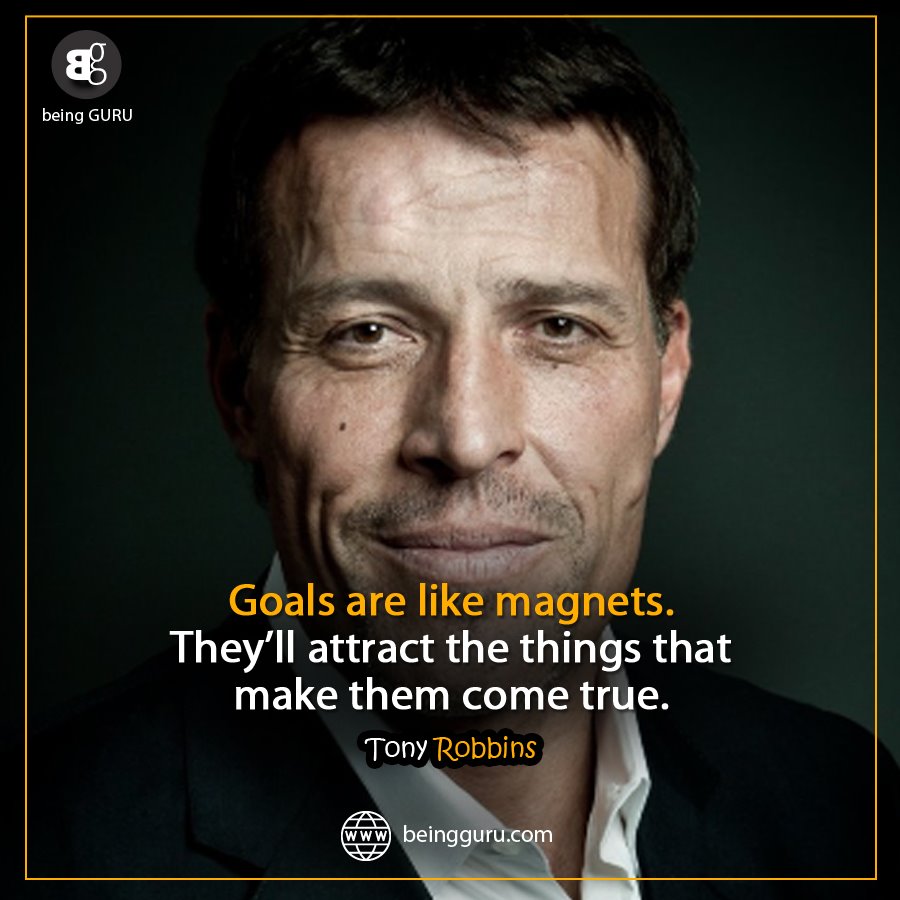 being GURU
Goals are like magnets.
They’ll attract the things that
make them come true.
Tony Robbins
www beingguru.com